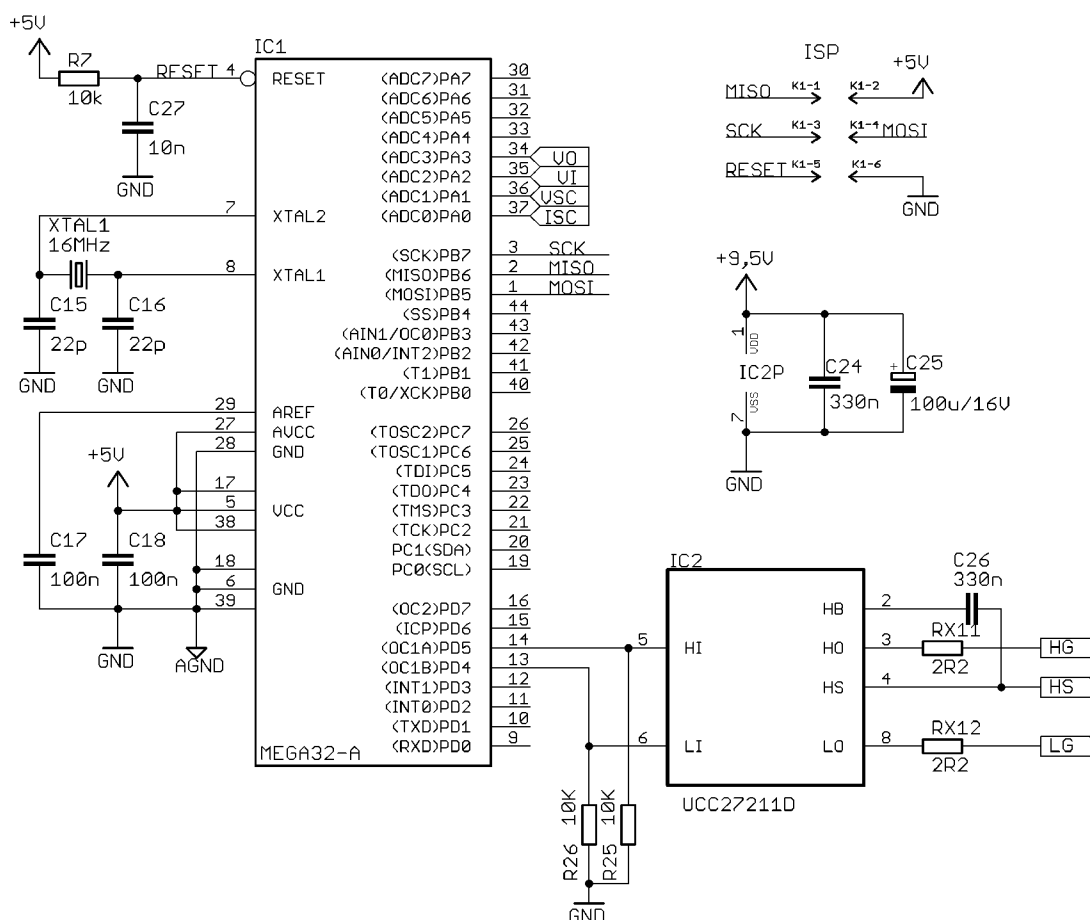 +5V
R7
10k
RESET 4
C27
10n
GND
IC1
RESET
7
XTAL2
XTAL1
16MHz
8
XTAL1
C15
22p
C16
22p
GND
GND
29
AREF
27
AVCC
28
GND
+5V
17
5
VCC
38
C17
100n
C18
100n
18
6
GND
39
GND
AGND
MEGA32-A
(ADC7)PA7 30
(ADC6)PA6 31
(ADC5)PA5 32
(ADC4)PA4 33
(ADC3)PA3 34 VO
(ADC2)PA2 35 VI
(ADC1)PA1 36 VSC
(ADC0)PA0 37 ISC
(SCK)PB7 3 SCK
(MISO)PB6 2 MISO
(MOSI)PB5 1 MOSI
(SS)PB4 44
(AIN1/OC0)PB3 43
(AIN0/INT2)PB2 42
(T1)PB1 41
(T0/XCK)PB0 40
(TOSC2)PC7 26
(TOSC1)PC6 25
(TDI)PC5 24
(TDO)PC4 23
(TMS)PC3 22
(TCK)PC2 21
PC1(SDA) 20
PC0(SCL) 19
(OC2)PD7 16
(ICP)PD6 15
(OC1A)PD5 14
(OC1B)PD4 13
(INT1)PD3 12
(INT0)PD2 11
(TXD)PD1 10
(RXD)PD0 9
ISP
+5V
MISO K1-1 K1-2
SCK K1-3 K1-4 MOSI
RESET K1-5 K1-6
GND
+9,5V
1
VDD
IC2P
7
VSS
C24
330n
+
C25
100u/16V
GND
IC2
5 HI
6 LI
HB 2
HO 3
HS 4
LO 8
UCC27211D
C26
330n
RX11
2R2
HG
HS
RX12
2R2
LG
10K
R26
10K
R25
GND